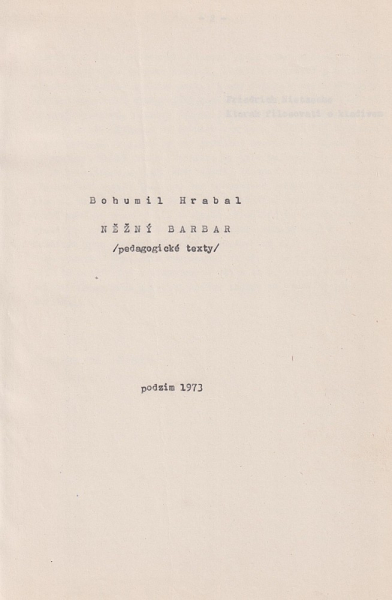 Bohumil Hrabal
NĚŽNÝ BARBAR
/pedagogické texty/
podzim 1973